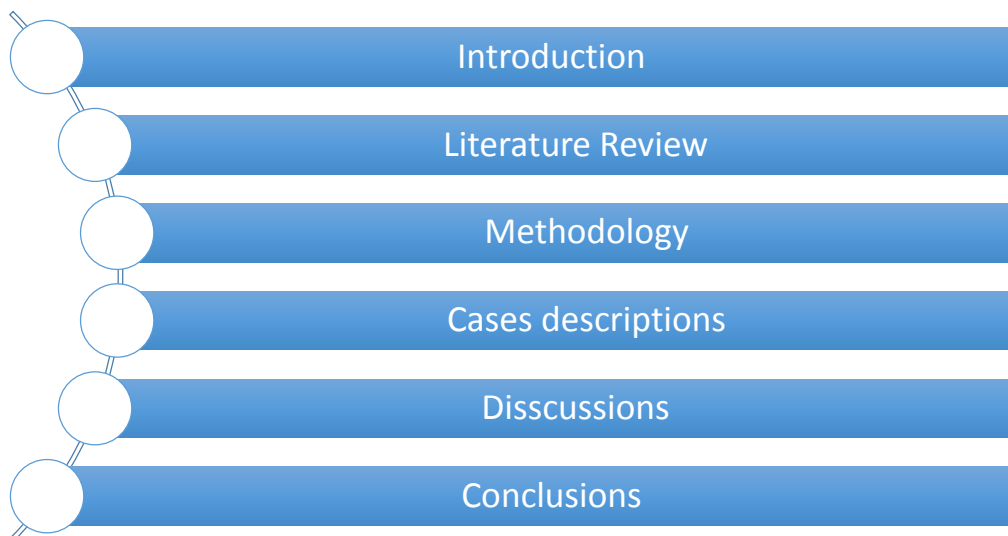 Introduction
Literature Review
Methodology
Cases descriptions
Disscussions
Conclusions